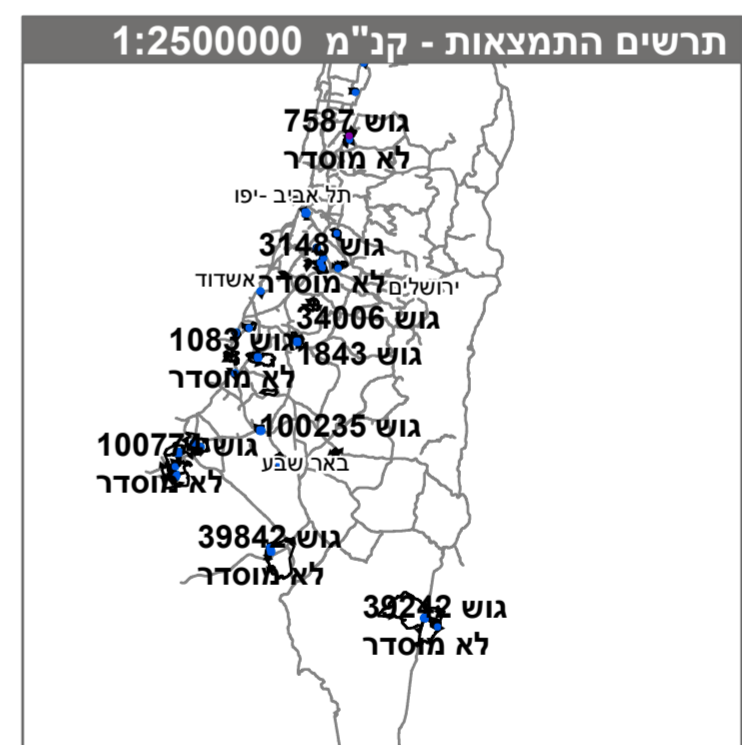 תרשים התמצאות - קנ"מ 1:2500000
גוש 7587
לא מוסדר
תל אביב -יפו
גוש 3148
לא מוסדר
אשדוד
ירושלים
גוש 34006
גוש 1083
גוש 1843
לא מוסדר
גוש 100235
גוש
באר שבע
לא מוסדר
גוש 39842
לא מוסדר
גוש 39242
לא מוסדר